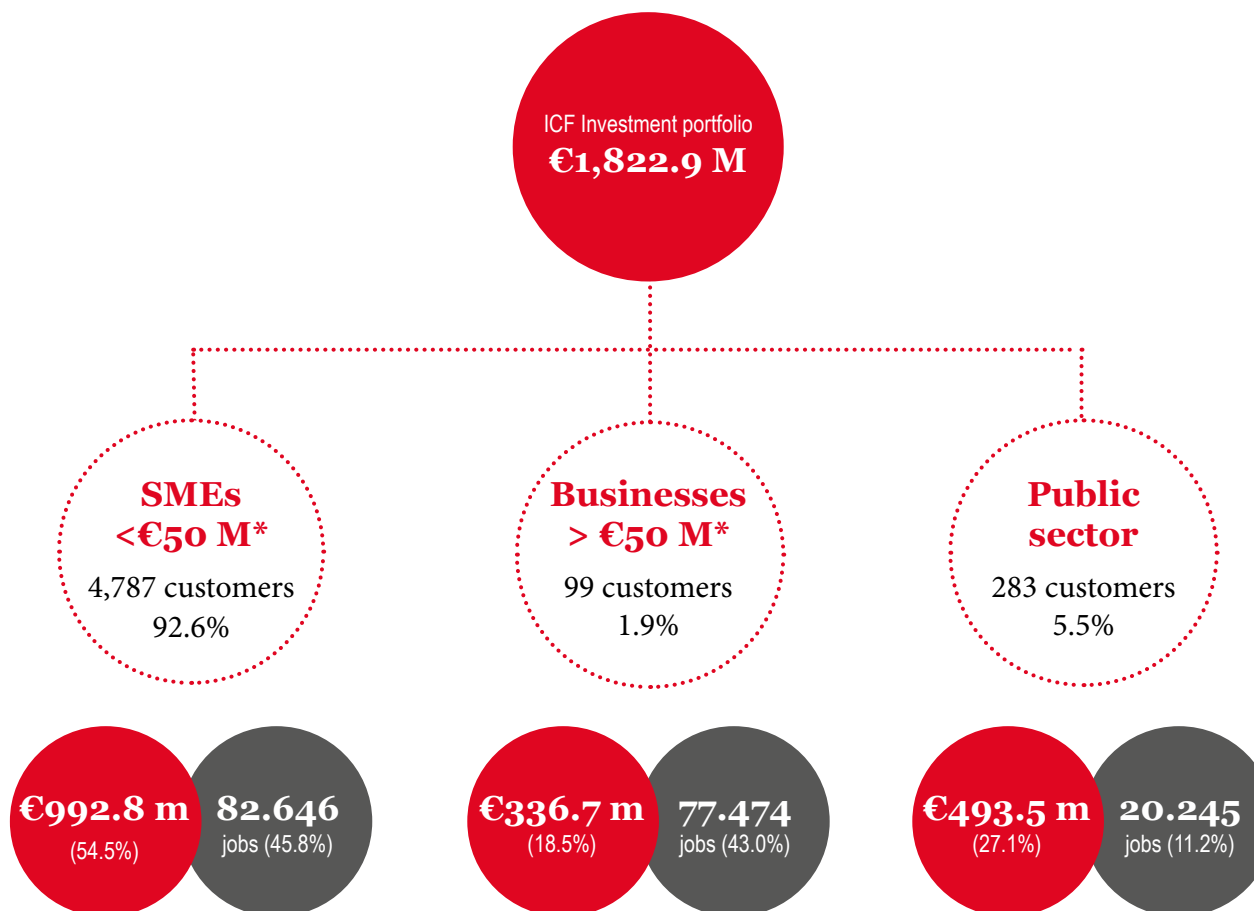 ICF Investment portfolio
€1,822.9 M
SMEs
<€50 M*
4,787 customers
92.6%
Businesses
> €50 M*
99 customers
1.9%
Public
sector
283 customers
5.5%
€992.8 m
(54.5%)
82.646
jobs (45.8%)
€336.7 m
(18.5%)
77.474
jobs (43.0%)
€493.5 m
(27.1%)
20.245
jobs (11.2%)